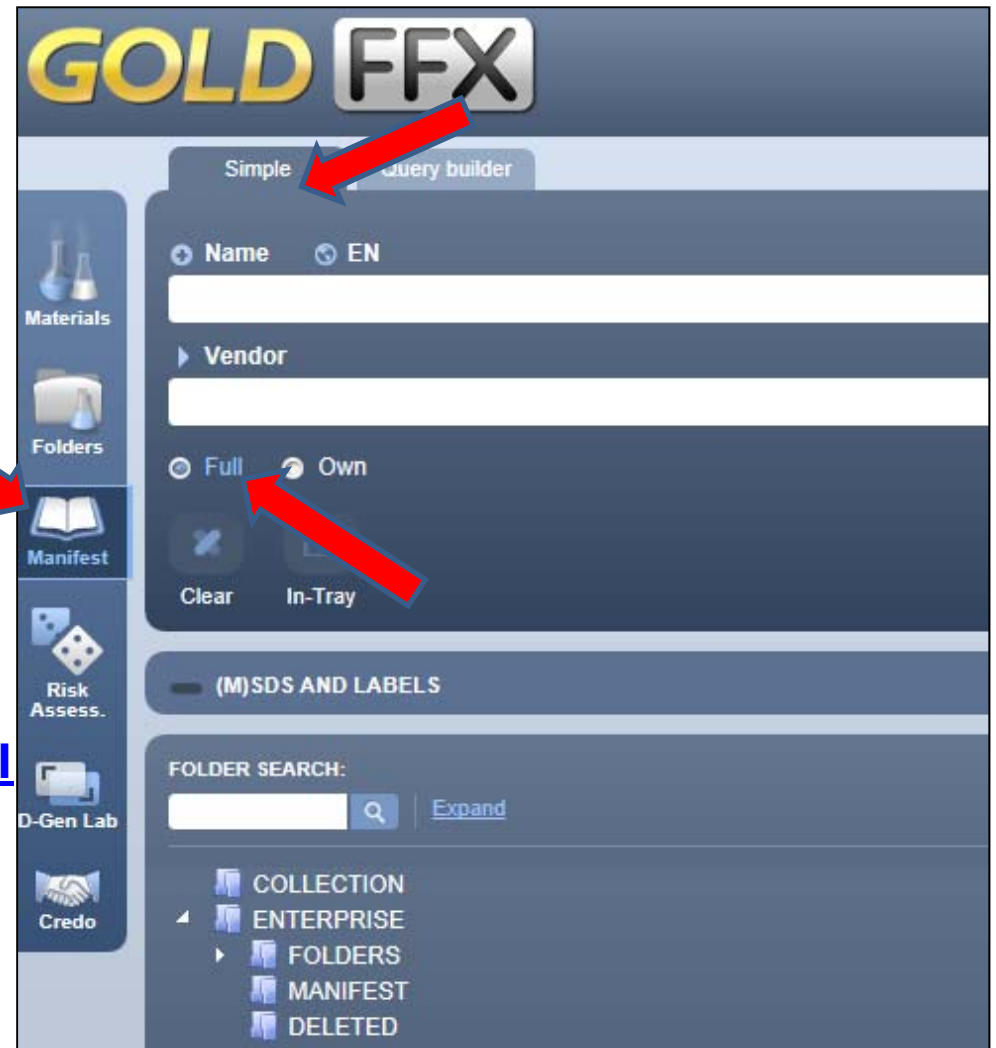 GOLD FFX
Simple Query builder
Name EN
Vendor
Full Own
Clear In-Tray
Materials
Folders
Manifest
Risk
Assess.
D-Gen Lab
Credo
(M)SDS AND LABELS
FOLDER SEARCH:
Expand
COLLECTION
ENTERPRISE
FOLDERS
MANIFEST
DELETED